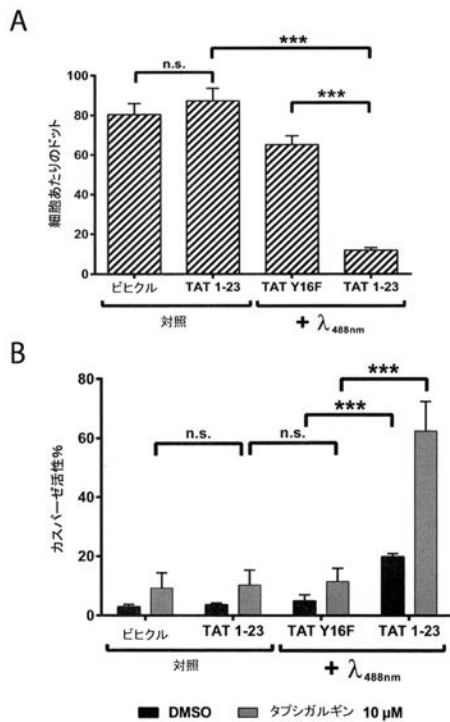 A
細胞あたりのドット
100
80
60
40
20
0
n.s.
***
***
ビヒクル
TAT 1-23
TAT Y16F
TAT 1-23
対照
+ λ488nm
B
カスパーゼ活性%
80
60
40
20
0
n.s.
n.s.
***
***
ビヒクル
TAT 1-23
TAT Y16F
TAT 1-23
対照
+ λ488nm
DMSO
タプシガルギン 10 µM